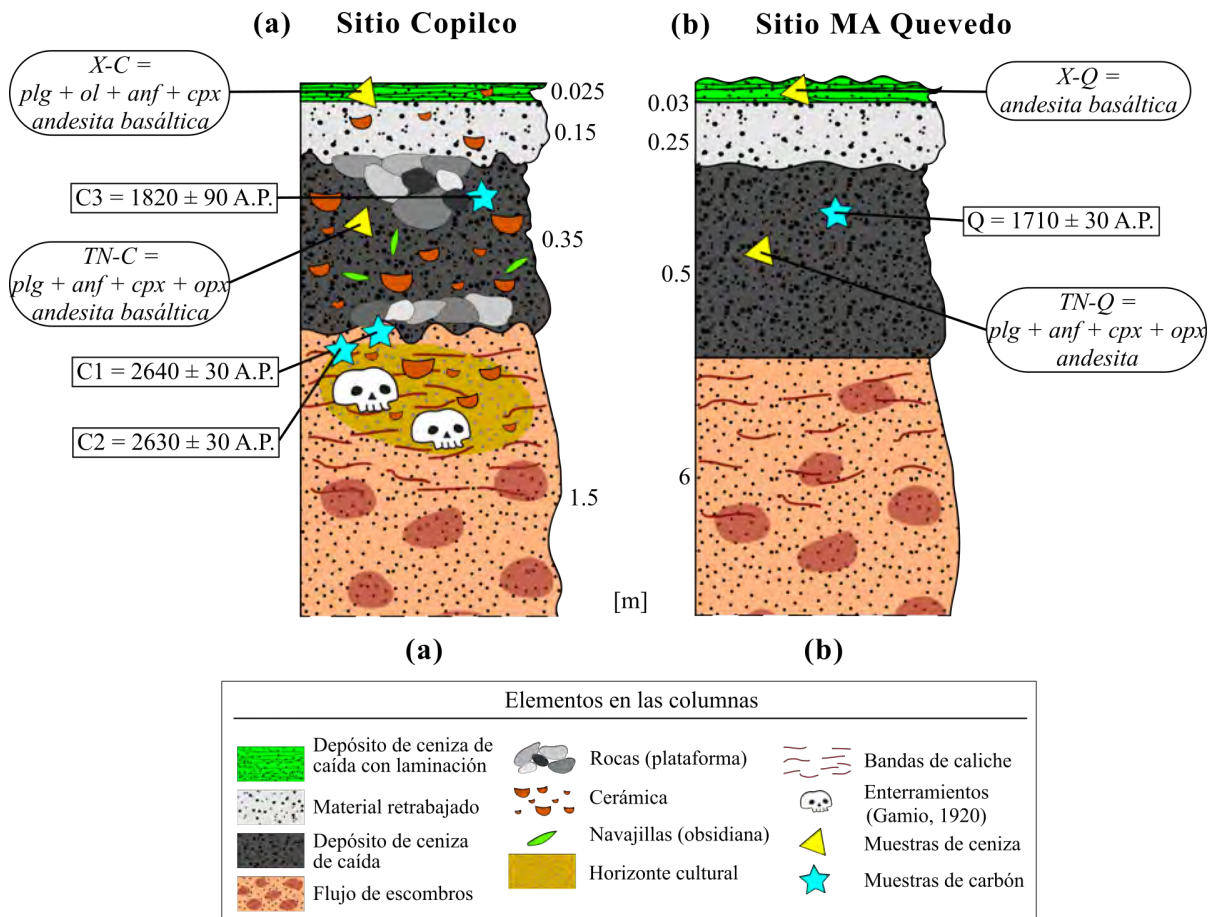 (a) Sitio Copilco
(b) Sitio MA Quevedo
X-C =
plg + ol + anf + cpx
andesita basáltica
C3 = 1820 ± 90 A.P.
TN-C =
plg + anf + cpx + opx
andesita basáltica
C1 = 2640 ± 30 A.P.
C2 = 2630 ± 30 A.P.
0.025
0.15
0.35
1.5
[m]
0.03
0.25
0.5
6
X-Q =
andesita basáltica
Q = 1710 ± 30 A.P.
TN-Q =
plg + anf + cpx + opx
andesita
(a)
(b)
Elementos en las columnas
Depósito de ceniza de
caída con laminación
Material retrabajado
Depósito de ceniza
de caída
Flujo de escombros
Rocas (plataforma)
Cerámica
Navajillas (obsidiana)
Horizonte cultural
Bandas de caliche
Enterramientos
(Gamio, 1920)
Muestras de ceniza
Muestras de carbón